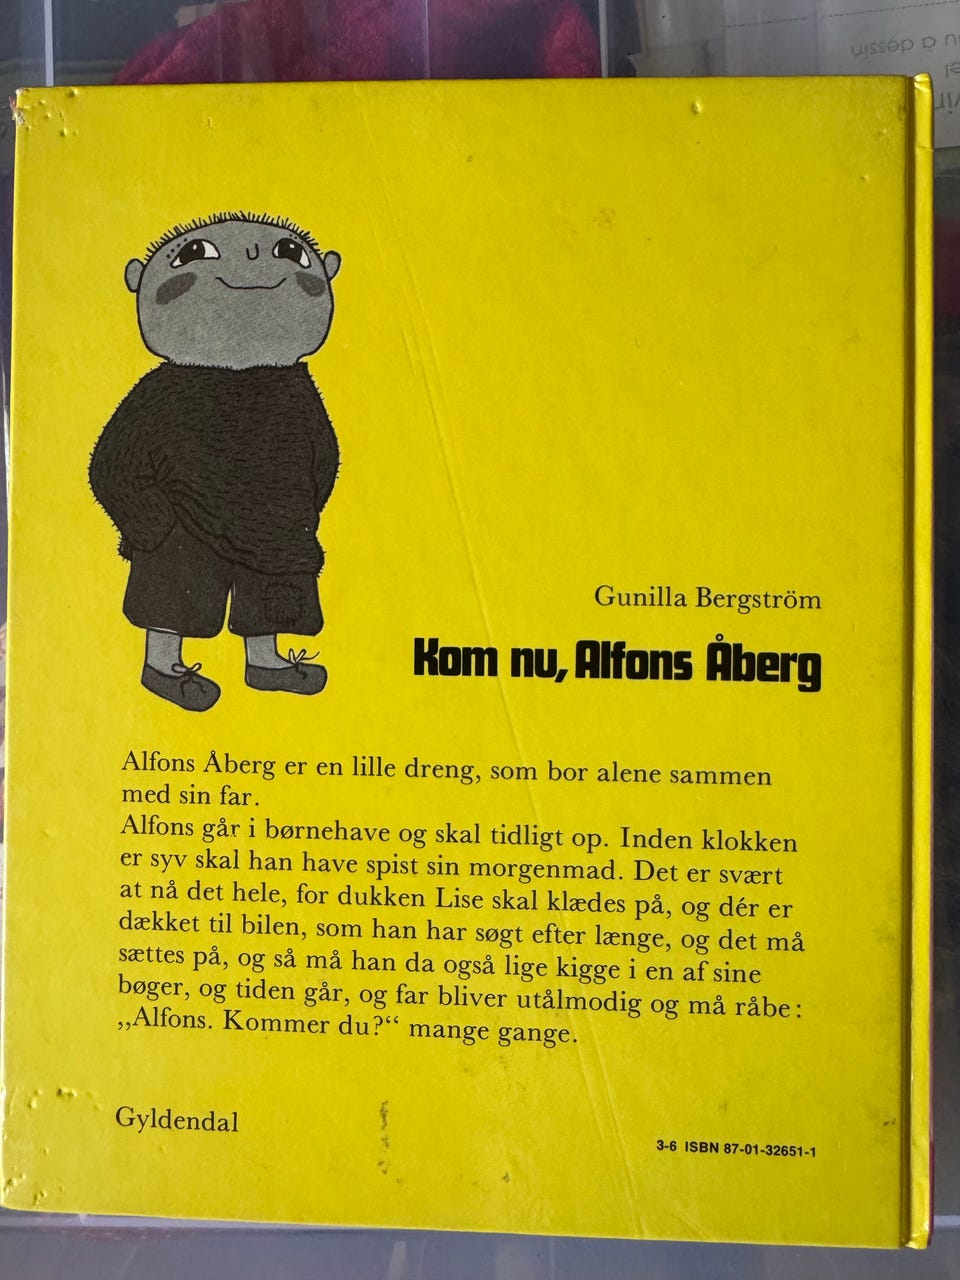 u à dessin
Gunilla Bergström
Kom nu, Alfons Åberg
Alfons Åberg er en lille dreng, som bor alene sammen
med sin far.
Alfons går i børnehave og skal tidligt op. Inden klokken
er syv skal han have spist sin morgenmad. Det er svært
at nå det hele, for dukken Lise skal klædes på, og dér er
dækket til bilen, som han har søgt efter længe, og det må
sættes på, og så må han da også lige kigge i en af sine
bøger, og tiden går, og far bliver utålmodig og må råbe:
,,Alfons. Kommer du?“ mange gange.
Gyldendal
3-6 ISBN 87-01-32651-1